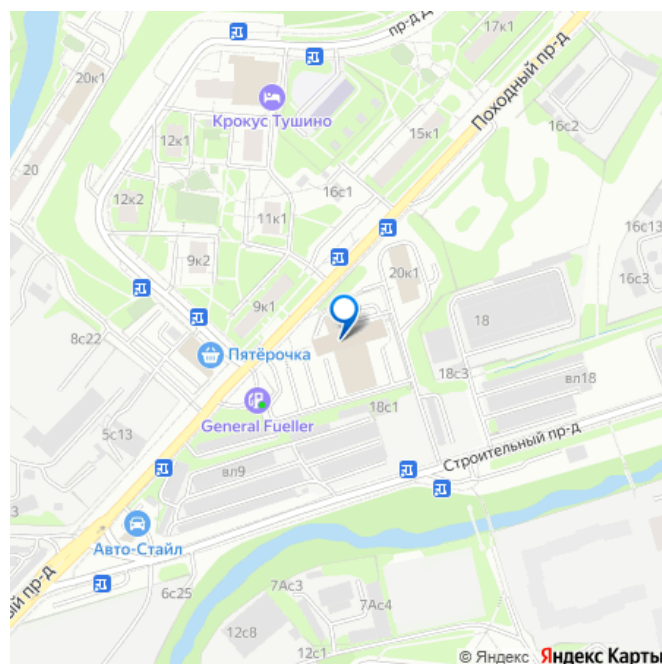 пр-д Д
17к1
20к1
Походный пр-д
Крокус Тушино
16с2
15к1
12к1
20
16с1
12к2
11к1
16с13
9к2
20к1
16с3
9к1
18
8с22
Пятёрочка
18с3
вл18
18с1
General Fueller
5с13
Строительный пр-д
вл9
3
Авто-Стайл
ый пр-д
6с25
7Ас3
7Ас4
12с8
12с1
© Яндекс Яндекс Карты